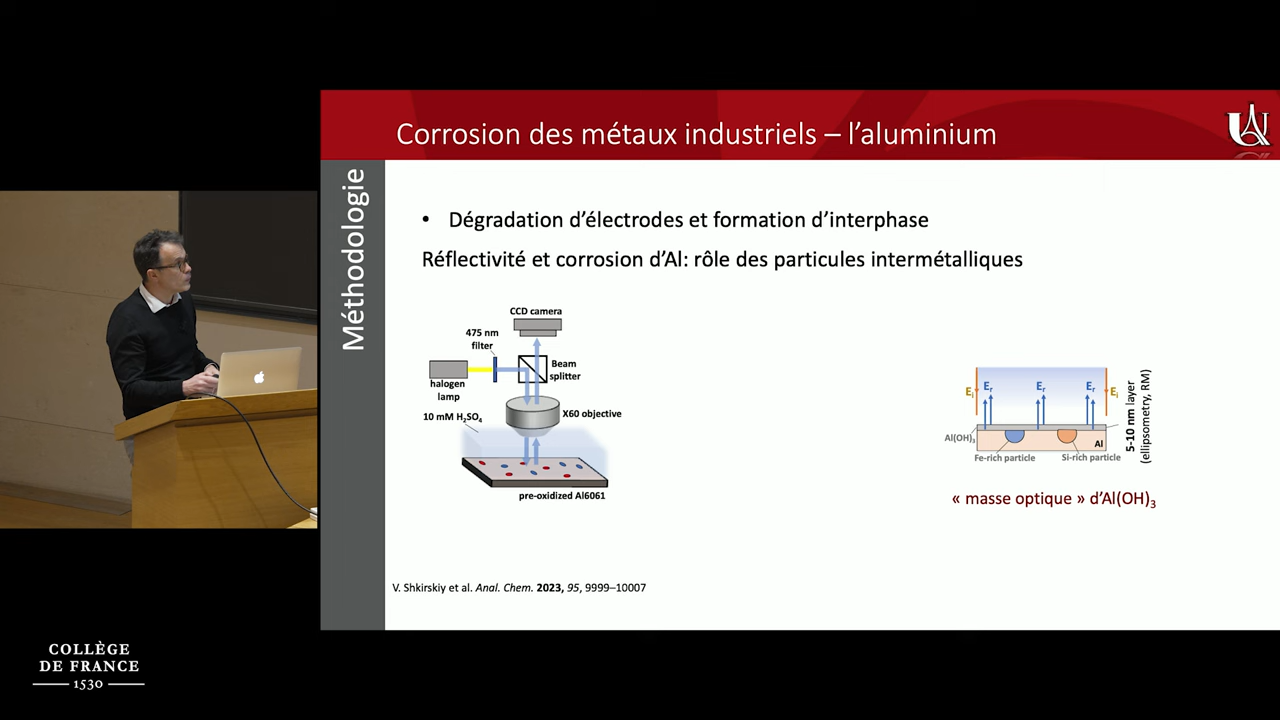 Corrosion des métaux industriels – l’aluminium
Méthodologie
• Dégradation d’électrodes et formation d’interphase
Réflectivité et corrosion d’Al: rôle des particules intermétalliques
CCD camera
475 nm
filter
Beam
splitter
halogen
lamp
10 mM H₂SO₄
X60 objective
pre-oxidized Al6061
Ei
Er
Er
Er
Ei
Al(OH)₃
Al
Fe-rich particle
Si-rich particle
5-10 nm layer
(ellipsometry, RM)
« masse optique » d’Al(OH)₃
V. Shkirskiy et al. Anal. Chem. 2023, 95, 9999–10007
COLLÈGE
DE FRANCE
1530